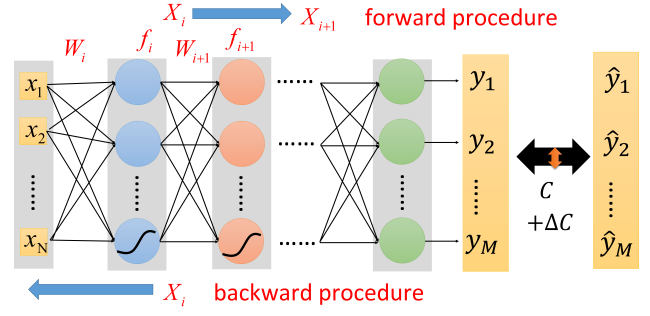 X_i X_{i+1} forward procedure
W_i f_i W_{i+1} f_{i+1}
x_1 ...... y_1 ŷ_1
x_2 y_2 ŷ_2
...... ...... ...... ...... ...... C
+ΔC
x_N ...... y_M ŷ_M
X_i backward procedure